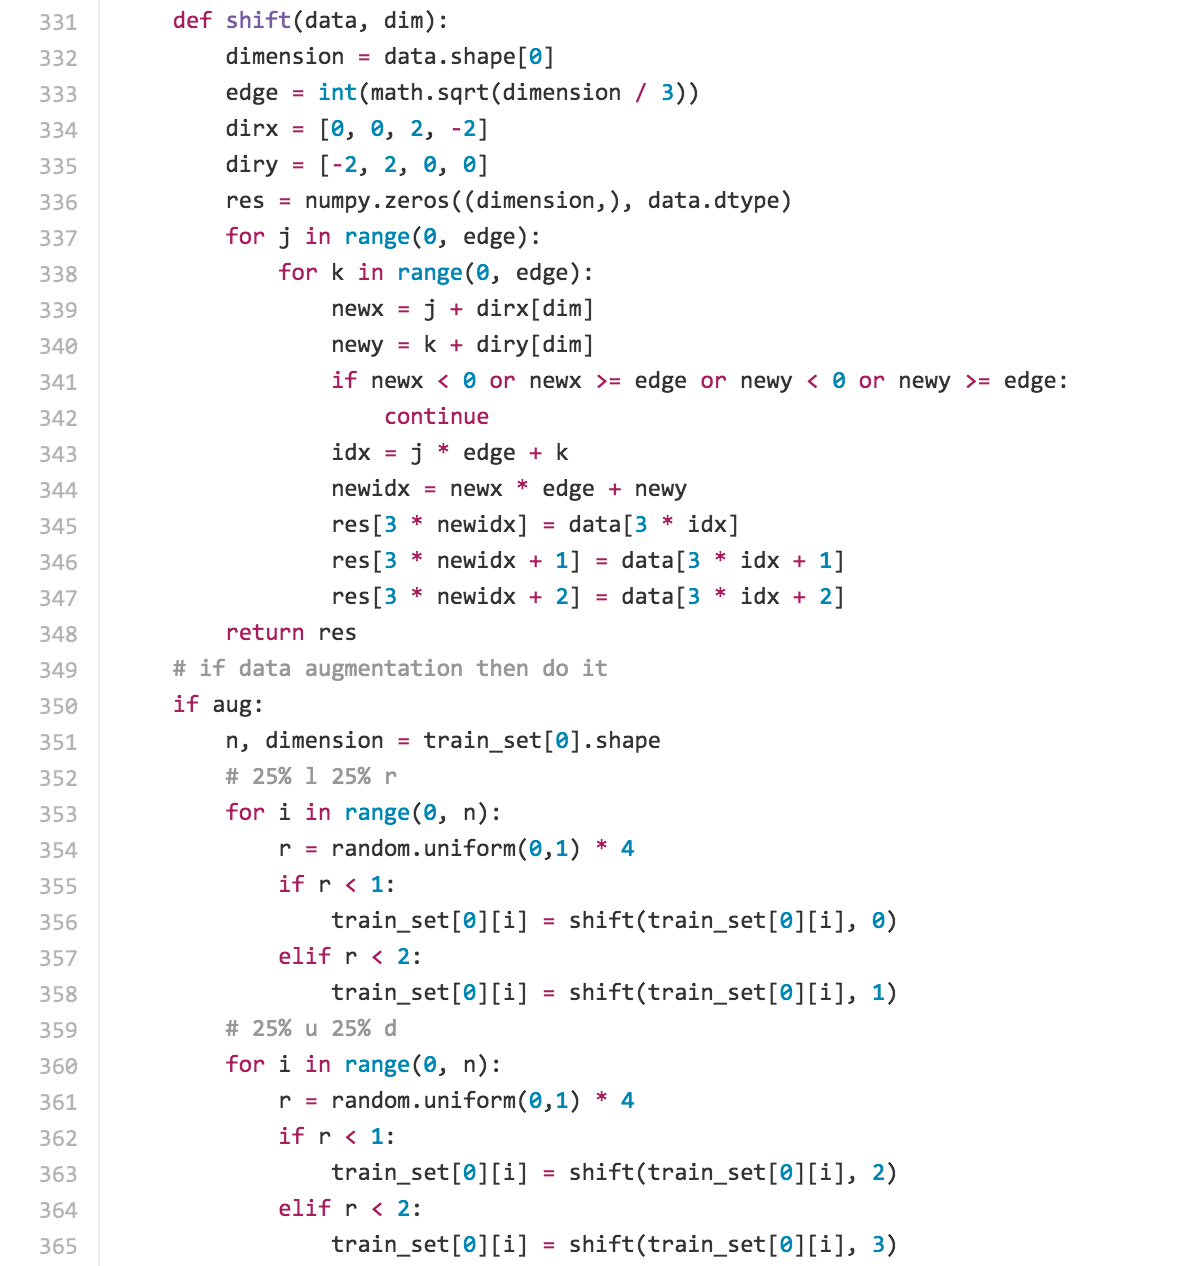 331 def shift(data, dim):
332 dimension = data.shape[0]
333 edge = int(math.sqrt(dimension / 3))
334 dirx = [0, 0, 2, -2]
335 diry = [-2, 2, 0, 0]
336 res = numpy.zeros((dimension,), data.dtype)
337 for j in range(0, edge):
338 for k in range(0, edge):
339 newx = j + dirx[dim]
340 newy = k + diry[dim]
341 if newx < 0 or newx >= edge or newy < 0 or newy >= edge:
342 continue
343 idx = j * edge + k
344 newidx = newx * edge + newy
345 res[3 * newidx] = data[3 * idx]
346 res[3 * newidx + 1] = data[3 * idx + 1]
347 res[3 * newidx + 2] = data[3 * idx + 2]
348 return res
349 # if data augmentation then do it
350 if aug:
351 n, dimension = train_set[0].shape
352 # 25% l 25% r
353 for i in range(0, n):
354 r = random.uniform(0,1) * 4
355 if r < 1:
356 train_set[0][i] = shift(train_set[0][i], 0)
357 elif r < 2:
358 train_set[0][i] = shift(train_set[0][i], 1)
359 # 25% u 25% d
360 for i in range(0, n):
361 r = random.uniform(0,1) * 4
362 if r < 1:
363 train_set[0][i] = shift(train_set[0][i], 2)
364 elif r < 2:
365 train_set[0][i] = shift(train_set[0][i], 3)